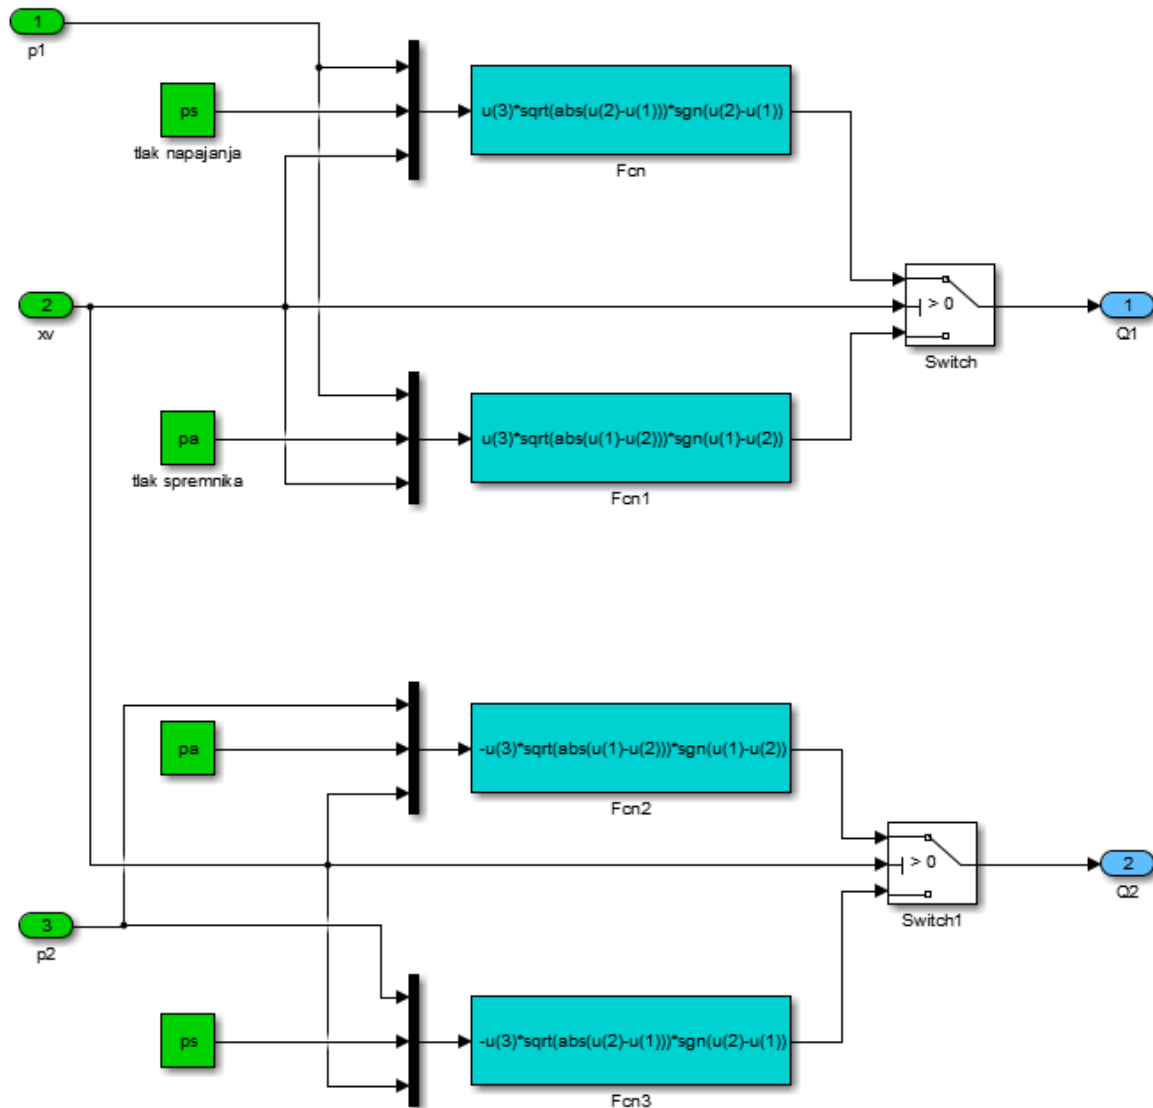 1
p1
ps
tlak napajanja
u(3)*sqrt(abs(u(2)-u(1)))*sgn(u(2)-u(1))
Fcn
2
xv
> 0
Switch
1
Q1
pa
tlak spremnika
u(3)*sqrt(abs(u(1)-u(2)))*sgn(u(1)-u(2))
Fcn1
pa
-u(3)*sqrt(abs(u(1)-u(2)))*sgn(u(1)-u(2))
Fcn2
> 0
Switch1
2
Q2
3
p2
ps
-u(3)*sqrt(abs(u(2)-u(1)))*sgn(u(2)-u(1))
Fcn3